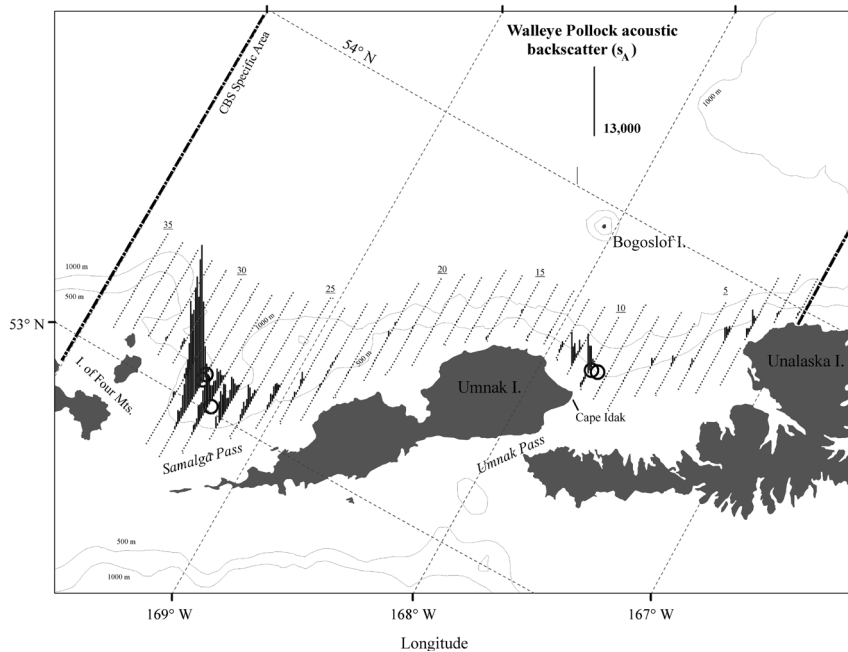 Walleye Pollock acoustic
backscatter (sA)
13,000
54° N
CBS Specific Area
1000 m
Bogoslof I.
35
30
25
20
15
10
5
1000 m
500 m
1000 m
500 m
53° N
I. of Four Mts.
Umnak I.
Unalaska I.
Cape Idak
Samalga Pass
Umnak Pass
500 m
1000 m
169° W
168° W
167° W
Longitude